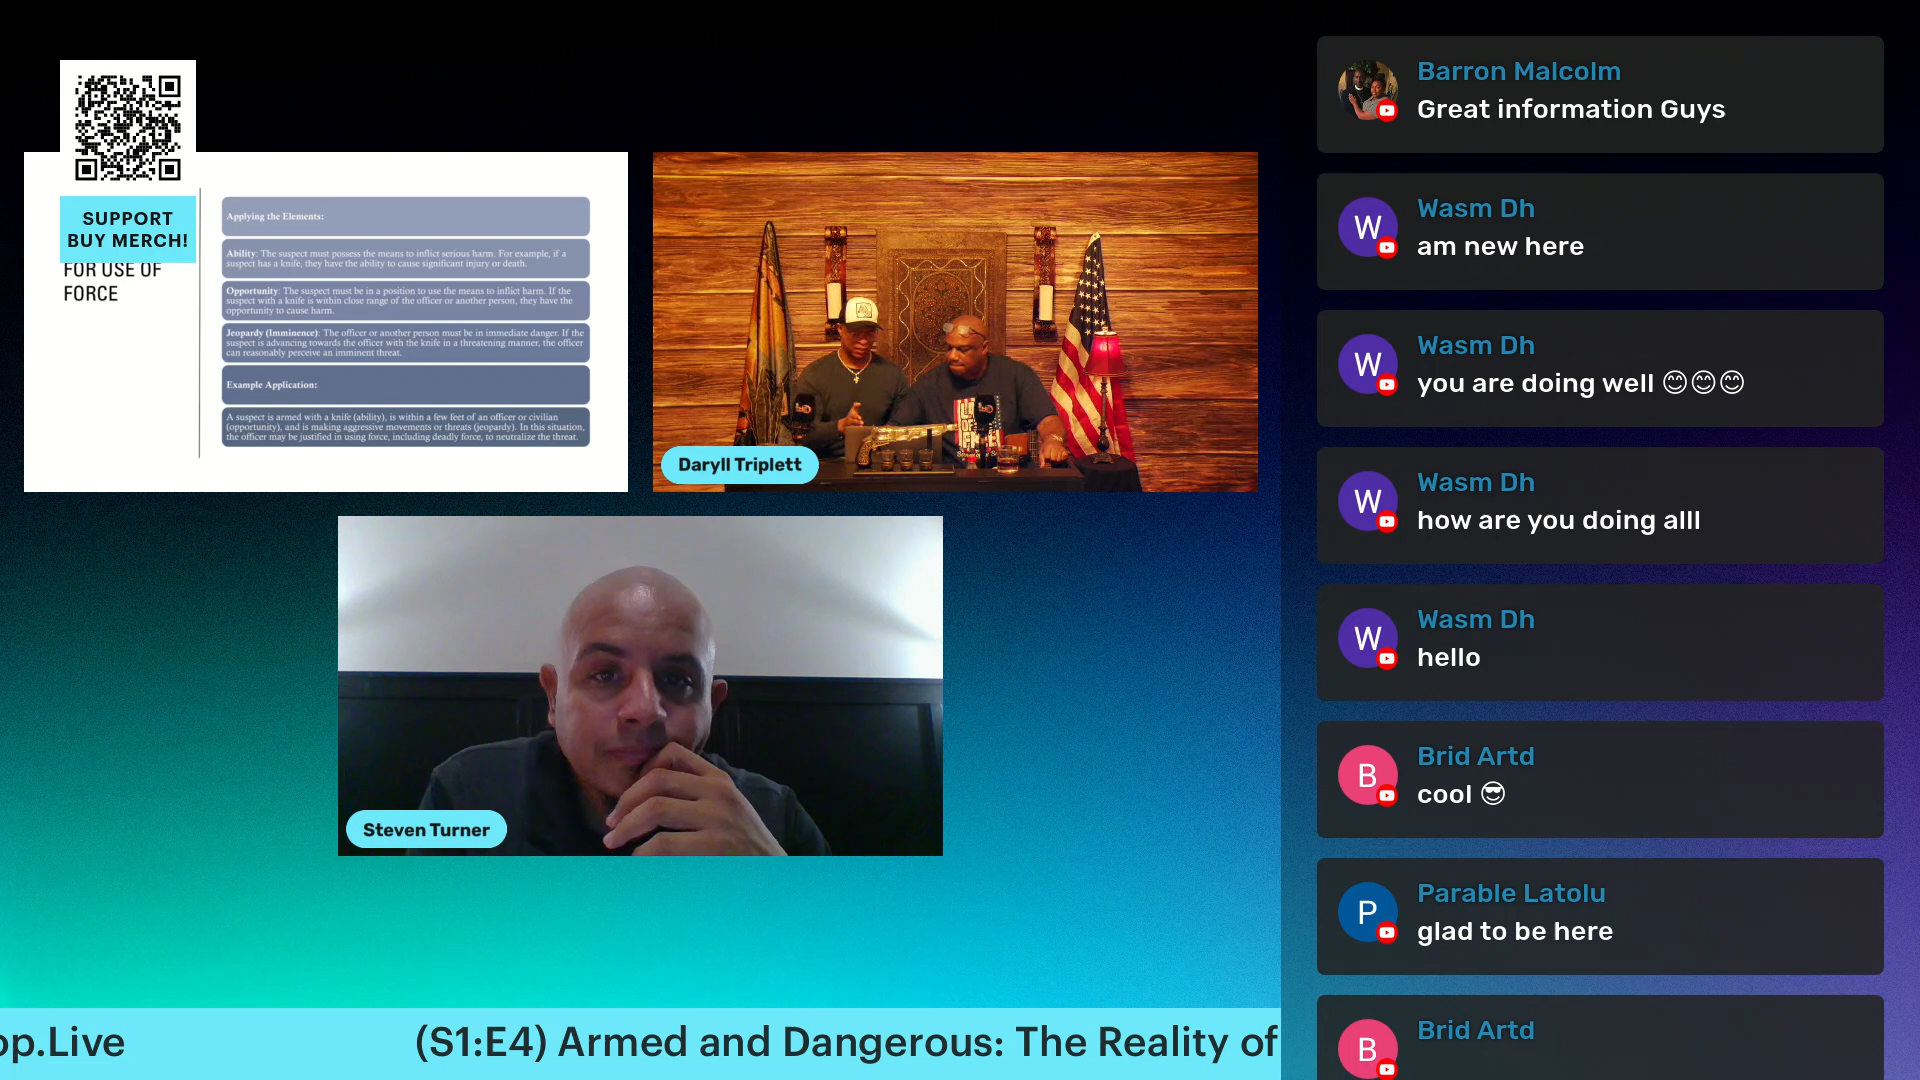 SUPPORT
BUY MERCH!
FOR USE OF
FORCE
Applying the Elements:
Ability: The suspect must possess the means to inflict serious harm. For example, if a
suspect has a knife, they have the ability to cause significant injury or death.
Opportunity: The suspect must be in a position to use the means to inflict harm. If the
suspect with a knife is within close range of the officer or another person, they have the
opportunity to cause harm.
Jeopardy (Imminence): The officer or another person must be in immediate danger. If the
suspect is advancing towards the officer with the knife in a threatening manner, the officer
can reasonably perceive an imminent threat.
Example Application:
A suspect is armed with a knife (ability), is within a few feet of an officer or civilian
(opportunity), and is making aggressive movements or threats (jeopardy). In this situation,
the officer may be justified in using force, including deadly force, to neutralize the threat.
Daryll Triplett
Steven Turner
op.Live
(S1:E4) Armed and Dangerous: The Reality of
Barron Malcolm
Great information Guys
W
Wasm Dh
am new here
W
Wasm Dh
you are doing well 😊😊😊
W
Wasm Dh
how are you doing alll
W
Wasm Dh
hello
B
Brid Artd
cool 😎
P
Parable Latolu
glad to be here
B
Brid Artd